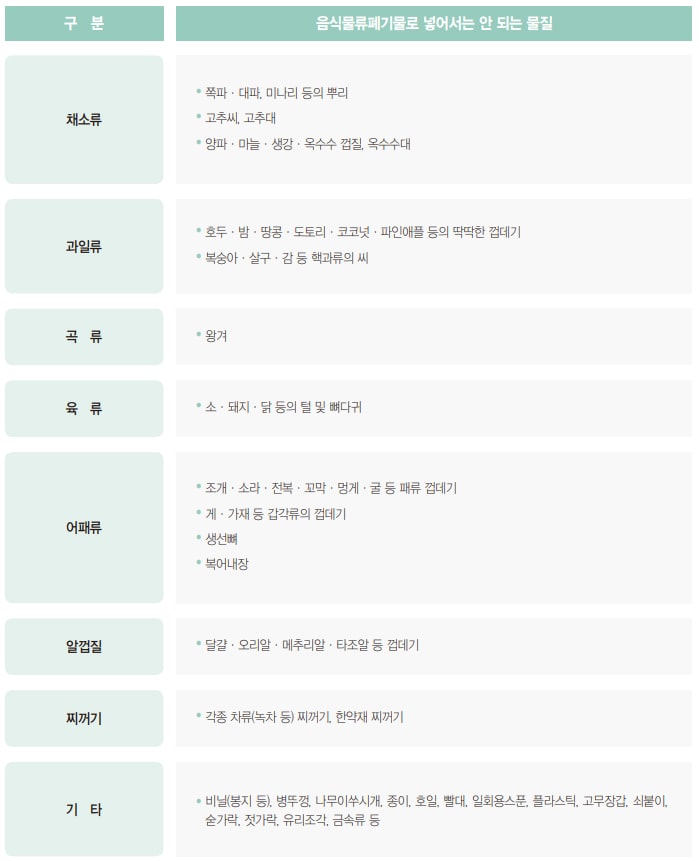 구 분
음식물류폐기물로 넣어서는 안 되는 물질
채소류
• 쪽파 · 대파, 미나리 등의 뿌리
• 고추씨, 고추대
• 양파 · 마늘 · 생강 · 옥수수 껍질, 옥수수대
과일류
• 호두 · 밤 · 땅콩 · 도토리 · 코코넛 · 파인애플 등의 딱딱한 껍데기
• 복숭아 · 살구 · 감 등 핵과류의 씨
곡 류
• 왕겨
육 류
• 소 · 돼지 · 닭 등의 털 및 뼈다귀
어패류
• 조개 · 소라 · 전복 · 꼬막 · 멍게 · 굴 등 패류 껍데기
• 게 · 가재 등 갑각류의 껍데기
• 생선뼈
• 복어내장
알껍질
• 달걀 · 오리알 · 메추리알 · 타조알 등 껍데기
찌꺼기
• 각종 차류(녹차 등) 찌꺼기, 한약재 찌꺼기
기 타
• 비닐(봉지 등), 병뚜껑, 나무이쑤시개, 종이, 호일, 빨대, 일회용스푼, 플라스틱, 고무장갑, 쇠붙이,
숟가락, 젓가락, 유리조각, 금속류 등